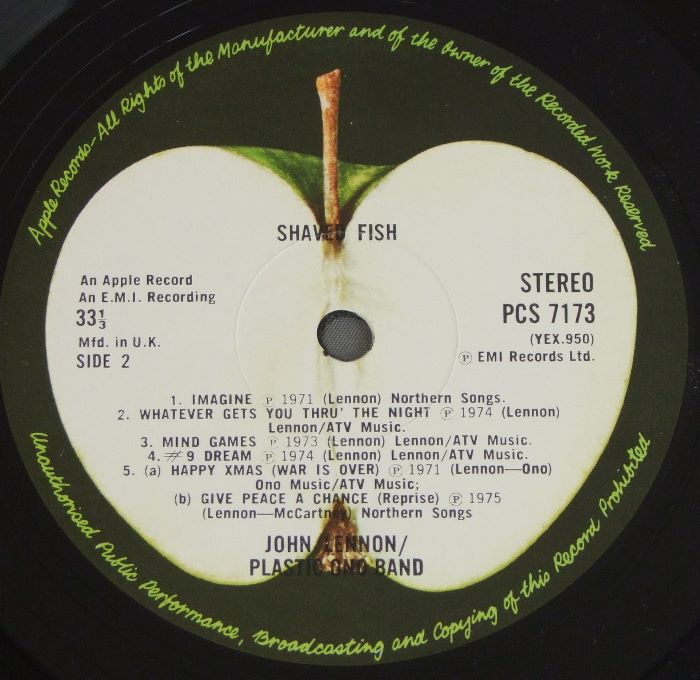 Apple Records-All Rights of the Manufacturer and of the Owner of the Recorded Work Reserved
SHAVED FISH
An Apple Record
An E.M.I. Recording
33⅓
Mfd. in U.K.
SIDE 2
STEREO
PCS 7173
(YEX.950)
Ⓟ EMI Records Ltd.
1. IMAGINE Ⓟ 1971 (Lennon) Northern Songs.
2. WHATEVER GETS YOU THRU' THE NIGHT Ⓟ 1974 (Lennon)
Lennon/ATV Music.
3. MIND GAMES Ⓟ 1973 (Lennon) Lennon/ATV Music.
4. #9 DREAM Ⓟ 1974 (Lennon) Lennon/ATV Music.
5. (a) HAPPY XMAS (WAR IS OVER) Ⓟ 1971 (Lennon—Ono)
Ono Music/ATV Music;
(b) GIVE PEACE A CHANCE (Reprise) Ⓟ 1975
(Lennon—McCartney) Northern Songs
JOHN LENNON/
PLASTIC ONO BAND
Unauthorised Public Performance, Broadcasting and Copying of this Record Prohibited